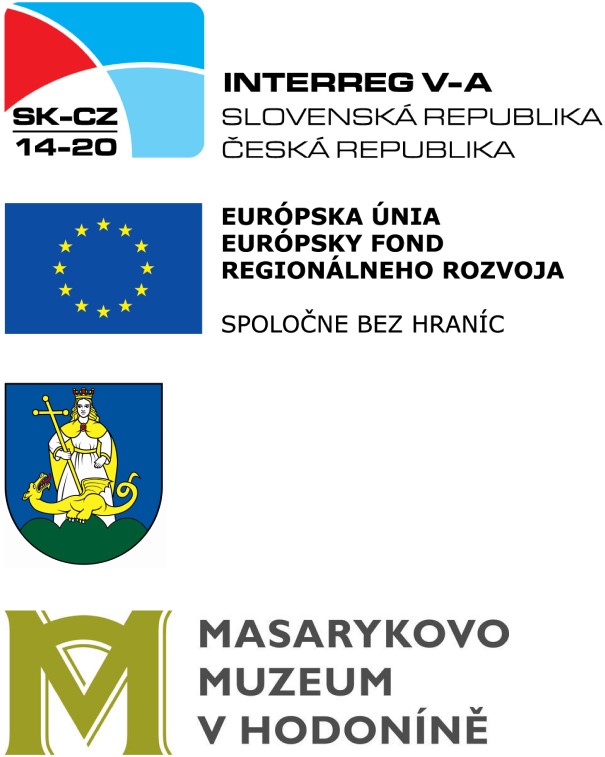 SK-CZ
14-20
INTERREG V-A
SLOVENSKÁ REPUBLIKA
ČESKÁ REPUBLIKA
EURÓPSKA ÚNIA
EURÓPSKY FOND
REGIONÁLNEHO ROZVOJA
SPOLOČNE BEZ HRANÍC
M
MASARYKOVO
MUZEUM
V HODONÍNĚ